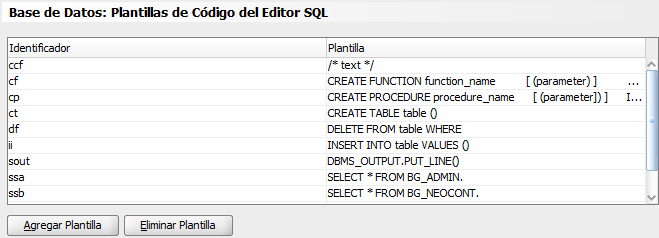 Base de Datos: Plantillas de Código del Editor SQL
Identificador Plantilla
ccf /* text */
cf CREATE FUNCTION function_name [ (parameter) ] ...
cp CREATE PROCEDURE procedure_name [ (parameter]) ] I...
ct CREATE TABLE table ()
df DELETE FROM table WHERE
ii INSERT INTO table VALUES ()
sout DBMS_OUTPUT.PUT_LINE()
ssa SELECT * FROM BG_ADMIN.
ssb SELECT * FROM BG_NEOCONT.
Agregar Plantilla Eliminar Plantilla